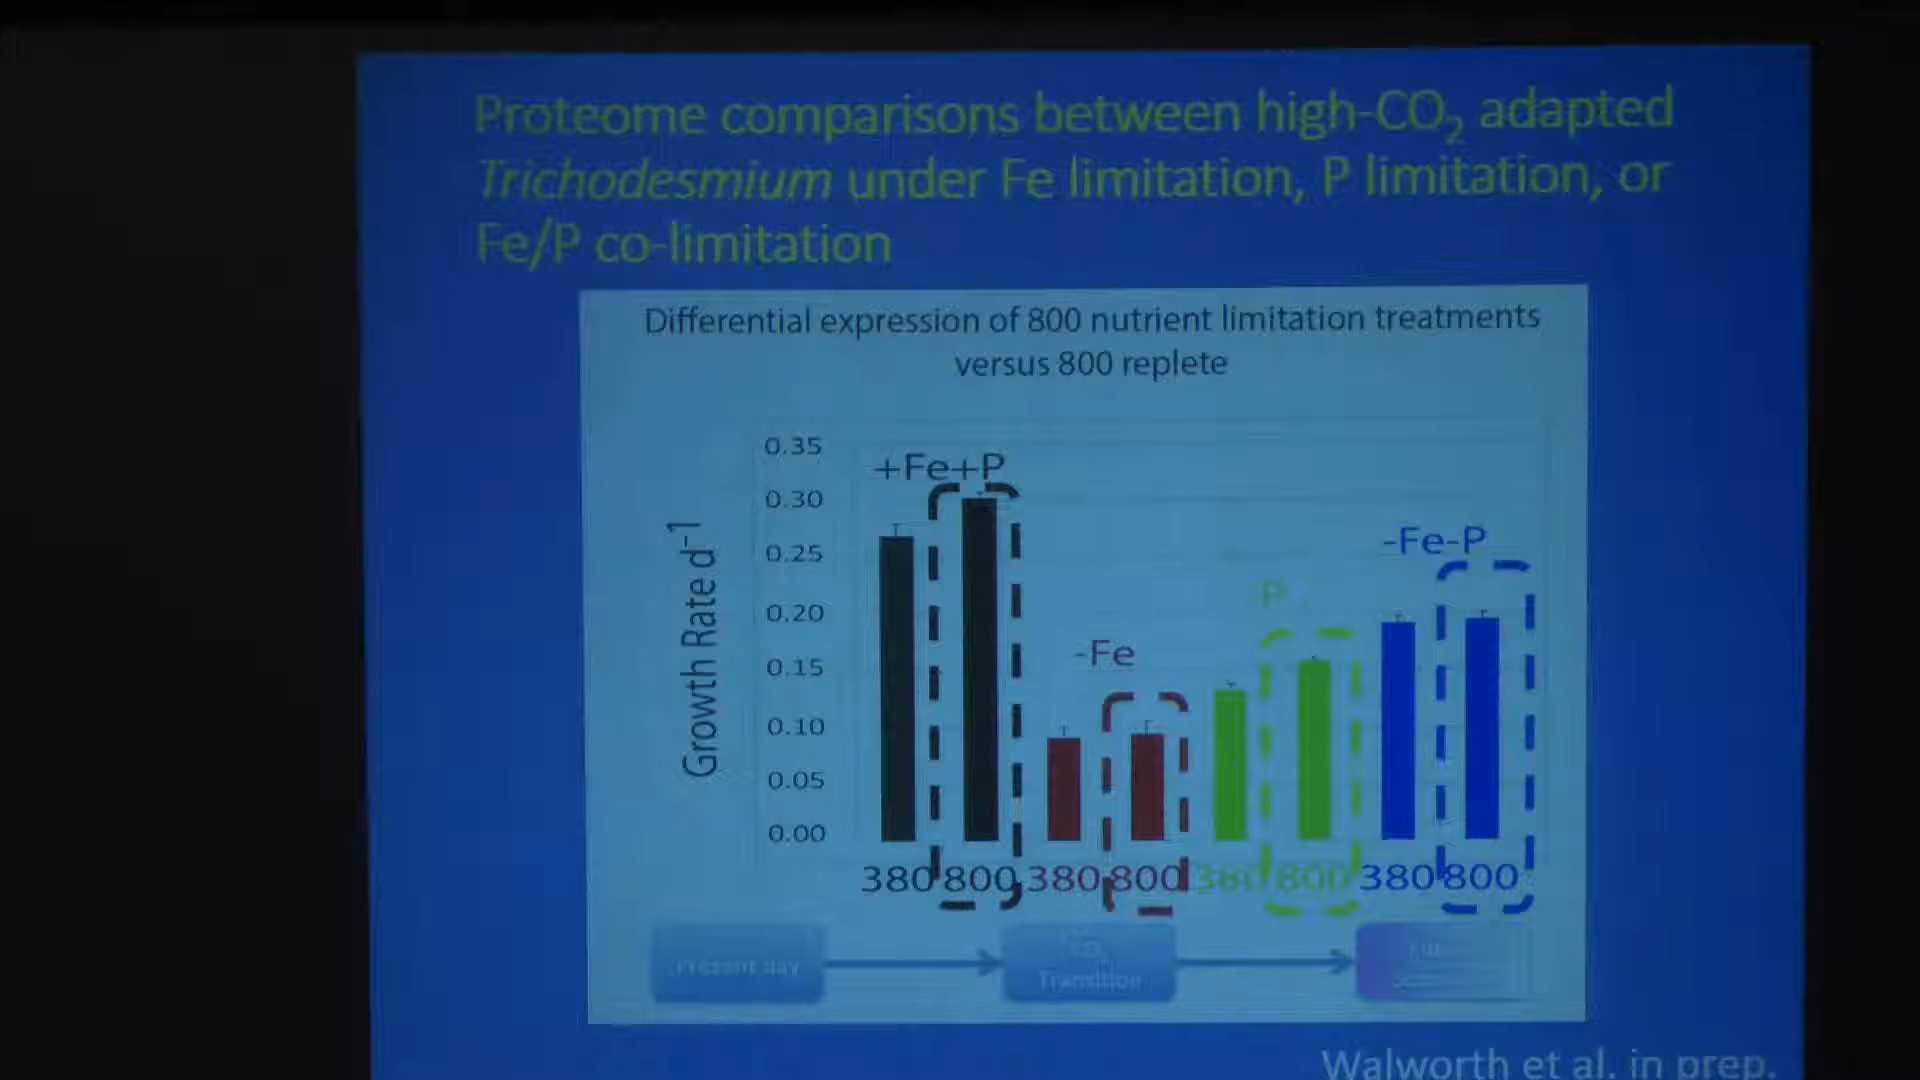 Proteome comparisons between high-CO₂ adapted
Trichodesmium under Fe limitation, P limitation, or
Fe/P co-limitation
Differential expression of 800 nutrient limitation treatments
versus 800 replete
Growth Rate d⁻¹
0.35
0.30
0.25
0.20
0.15
0.10
0.05
0.00
+Fe+P
-Fe
P
-Fe-P
380 800 380 800 380 800 380 800
Present day
CO₂
Transition
Walworth et al. in prep.